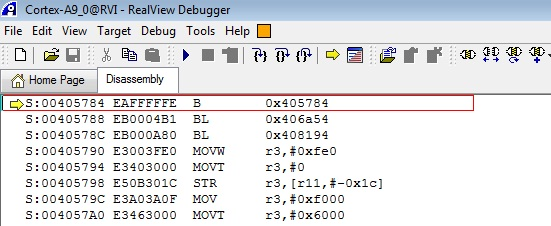 Cortex-A9_0@RVI - RealView Debugger
File Edit View Target Debug Tools Help
Home Page Disassembly
S:00405784 EAFFFFFE B 0x405784
S:00405788 EB0004B1 BL 0x406a54
S:0040578C EB000A80 BL 0x408194
S:00405790 E3003FE0 MOVW r3,#0xfe0
S:00405794 E3403000 MOVT r3,#0
S:00405798 E50B301C STR r3,[r11,#-0x1c]
S:0040579C E3A03A0F MOV r3,#0xf000
S:004057A0 E3463000 MOVT r3,#0x6000